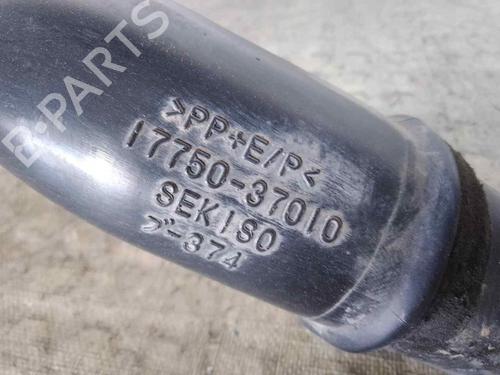 B-PARTS
>PP+E/P<
17750-37010
SEKISO
ブ-374